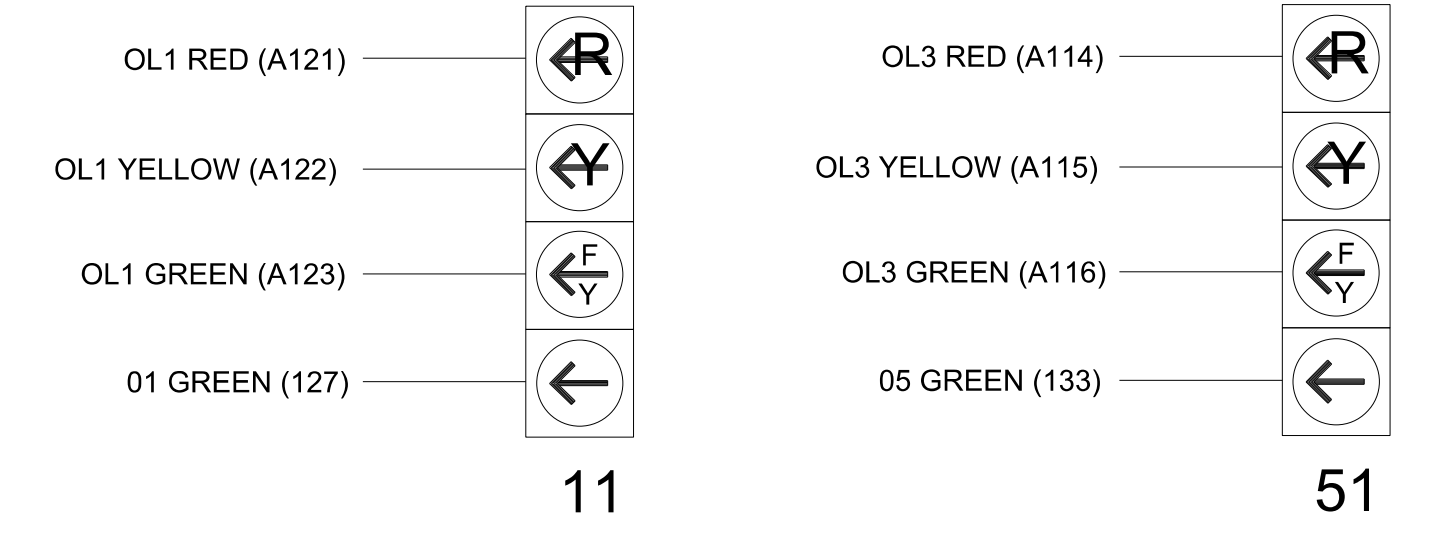 OL1 RED (A121)
R
OL1 YELLOW (A122)
Y
OL1 GREEN (A123)
F
Y
01 GREEN (127)
11
OL3 RED (A114)
R
OL3 YELLOW (A115)
Y
OL3 GREEN (A116)
F
Y
05 GREEN (133)
51